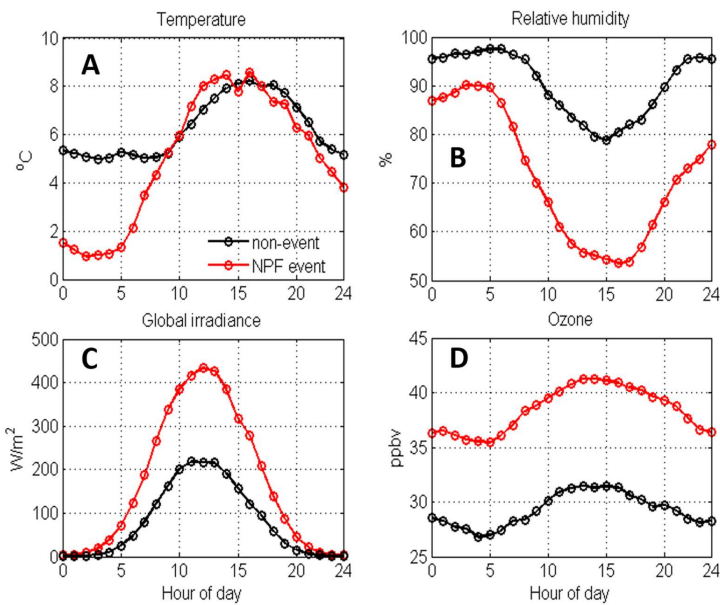 Temperature
A
ºC
10
8
6
4
2
0
non-event
NPF event
0 5 10 15 20 24
Relative humidity
B
%
100
90
80
70
60
50
0 5 10 15 20 24
Global irradiance
C
W/m²
500
400
300
200
100
0
0 5 10 15 20 24
Hour of day
Ozone
D
ppbv
45
40
35
30
25
0 5 10 15 20 24
Hour of day